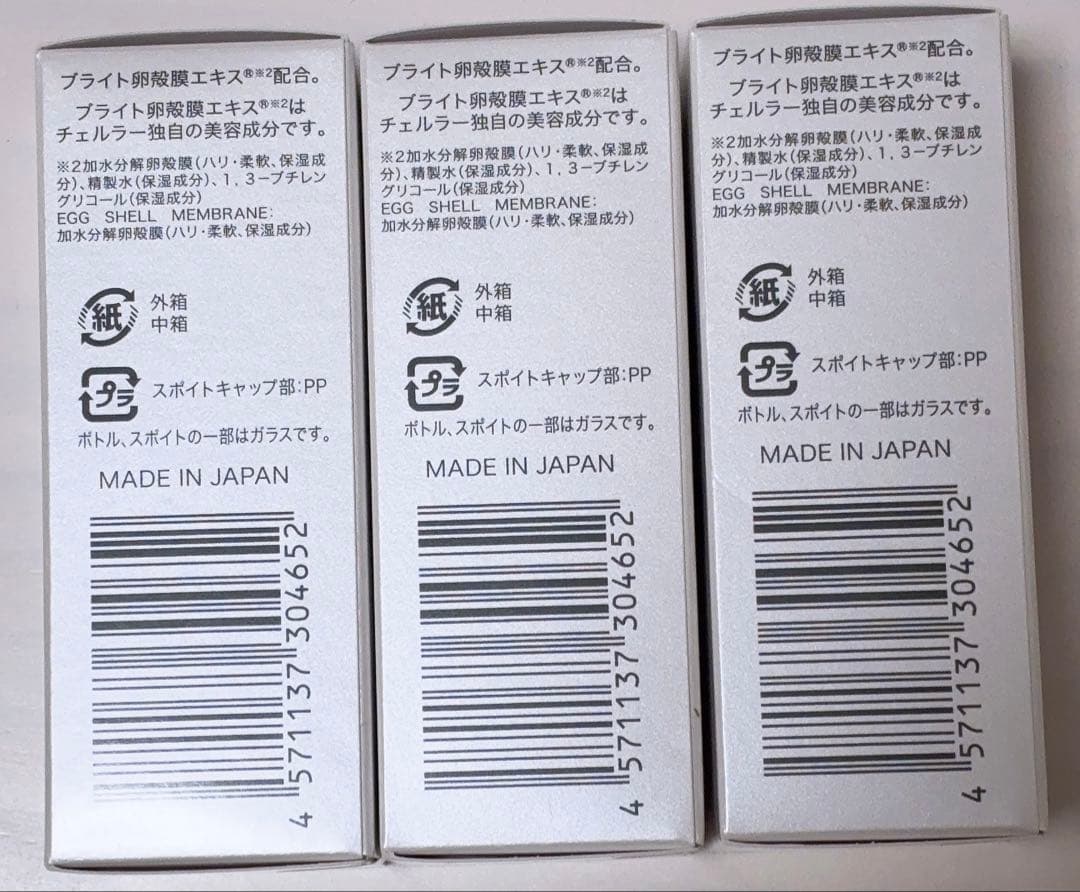 ブライト卵殻膜エキス®※2配合。
ブライト卵殻膜エキス®※2は
チェルラー独自の美容成分です。
※2加水分解卵殻膜(ハリ・柔軟、保湿成
分)、精製水(保湿成分)、1,3ーブチレン
グリコール(保湿成分)
EGG SHELL MEMBRANE:
加水分解卵殻膜(ハリ・柔軟、保湿成分)
紙
外箱
中箱
プラ
スポイトキャップ部:PP
ボトル、スポイトの一部はガラスです。
MADE IN JAPAN
4 571137 304652
ブライト卵殻膜エキス®※2配合。
ブライト卵殻膜エキス®※2は
チェルラー独自の美容成分です。
※2加水分解卵殻膜(ハリ・柔軟、保湿成
分)、精製水(保湿成分)、1,3ーブチレン
グリコール(保湿成分)
EGG SHELL MEMBRANE:
加水分解卵殻膜(ハリ・柔軟、保湿成分)
紙
外箱
中箱
プラ
スポイトキャップ部:PP
ボトル、スポイトの一部はガラスです。
MADE IN JAPAN
4 571137 304652
ブライト卵殻膜エキス®※2配合。
ブライト卵殻膜エキス®※2は
チェルラー独自の美容成分です。
※2加水分解卵殻膜(ハリ・柔軟、保湿成
分)、精製水(保湿成分)、1,3ーブチレン
グリコール(保湿成分)
EGG SHELL MEMBRANE:
加水分解卵殻膜(ハリ・柔軟、保湿成分)
紙
外箱
中箱
プラ
スポイトキャップ部:PP
ボトル、スポイトの一部はガラスです。
MADE IN JAPAN
4 571137 304652